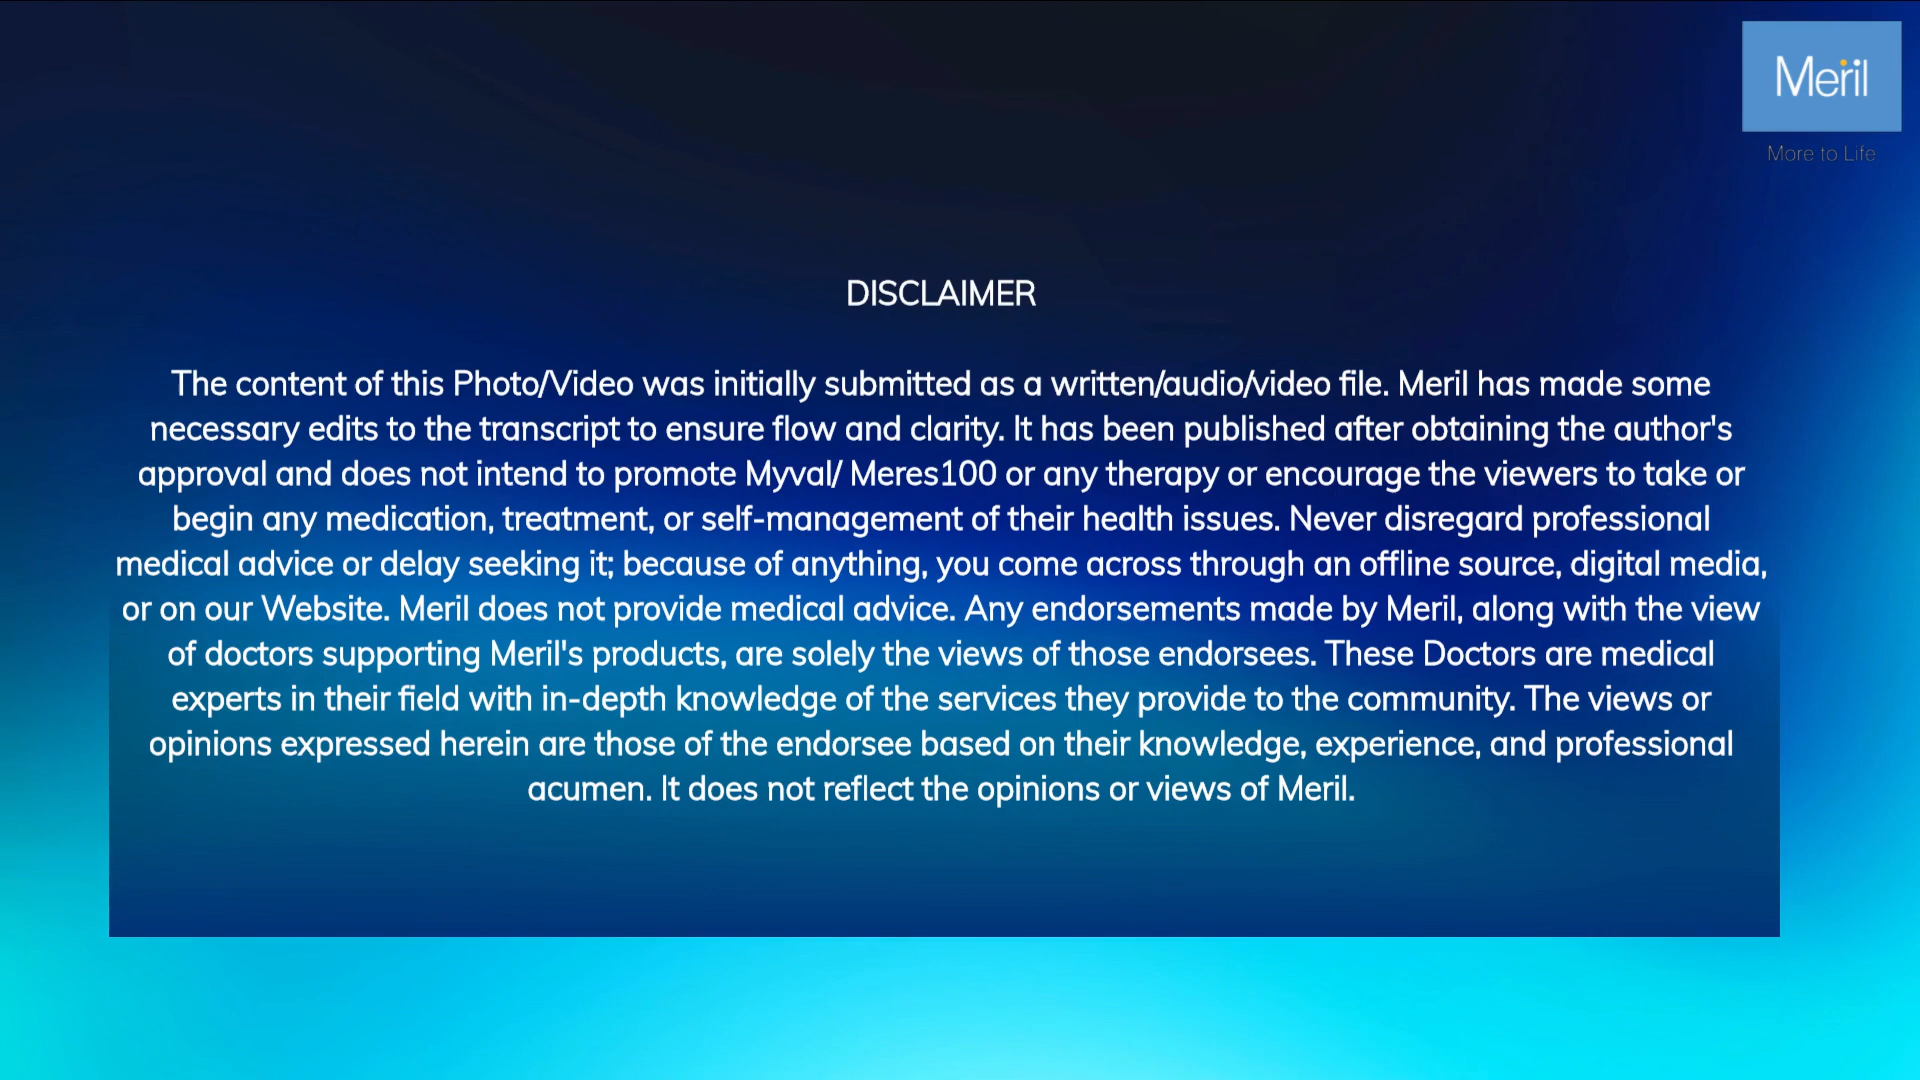 Meril
More to Life
DISCLAIMER
The content of this Photo/Video was initially submitted as a written/audio/video file. Meril has made some
necessary edits to the transcript to ensure flow and clarity. It has been published after obtaining the author's
approval and does not intend to promote Myval/ Meres100 or any therapy or encourage the viewers to take or
begin any medication, treatment, or self-management of their health issues. Never disregard professional
medical advice or delay seeking it; because of anything, you come across through an offline source, digital media,
or on our Website. Meril does not provide medical advice. Any endorsements made by Meril, along with the view
of doctors supporting Meril's products, are solely the views of those endorsees. These Doctors are medical
experts in their field with in-depth knowledge of the services they provide to the community. The views or
opinions expressed herein are those of the endorsee based on their knowledge, experience, and professional
acumen. It does not reflect the opinions or views of Meril.